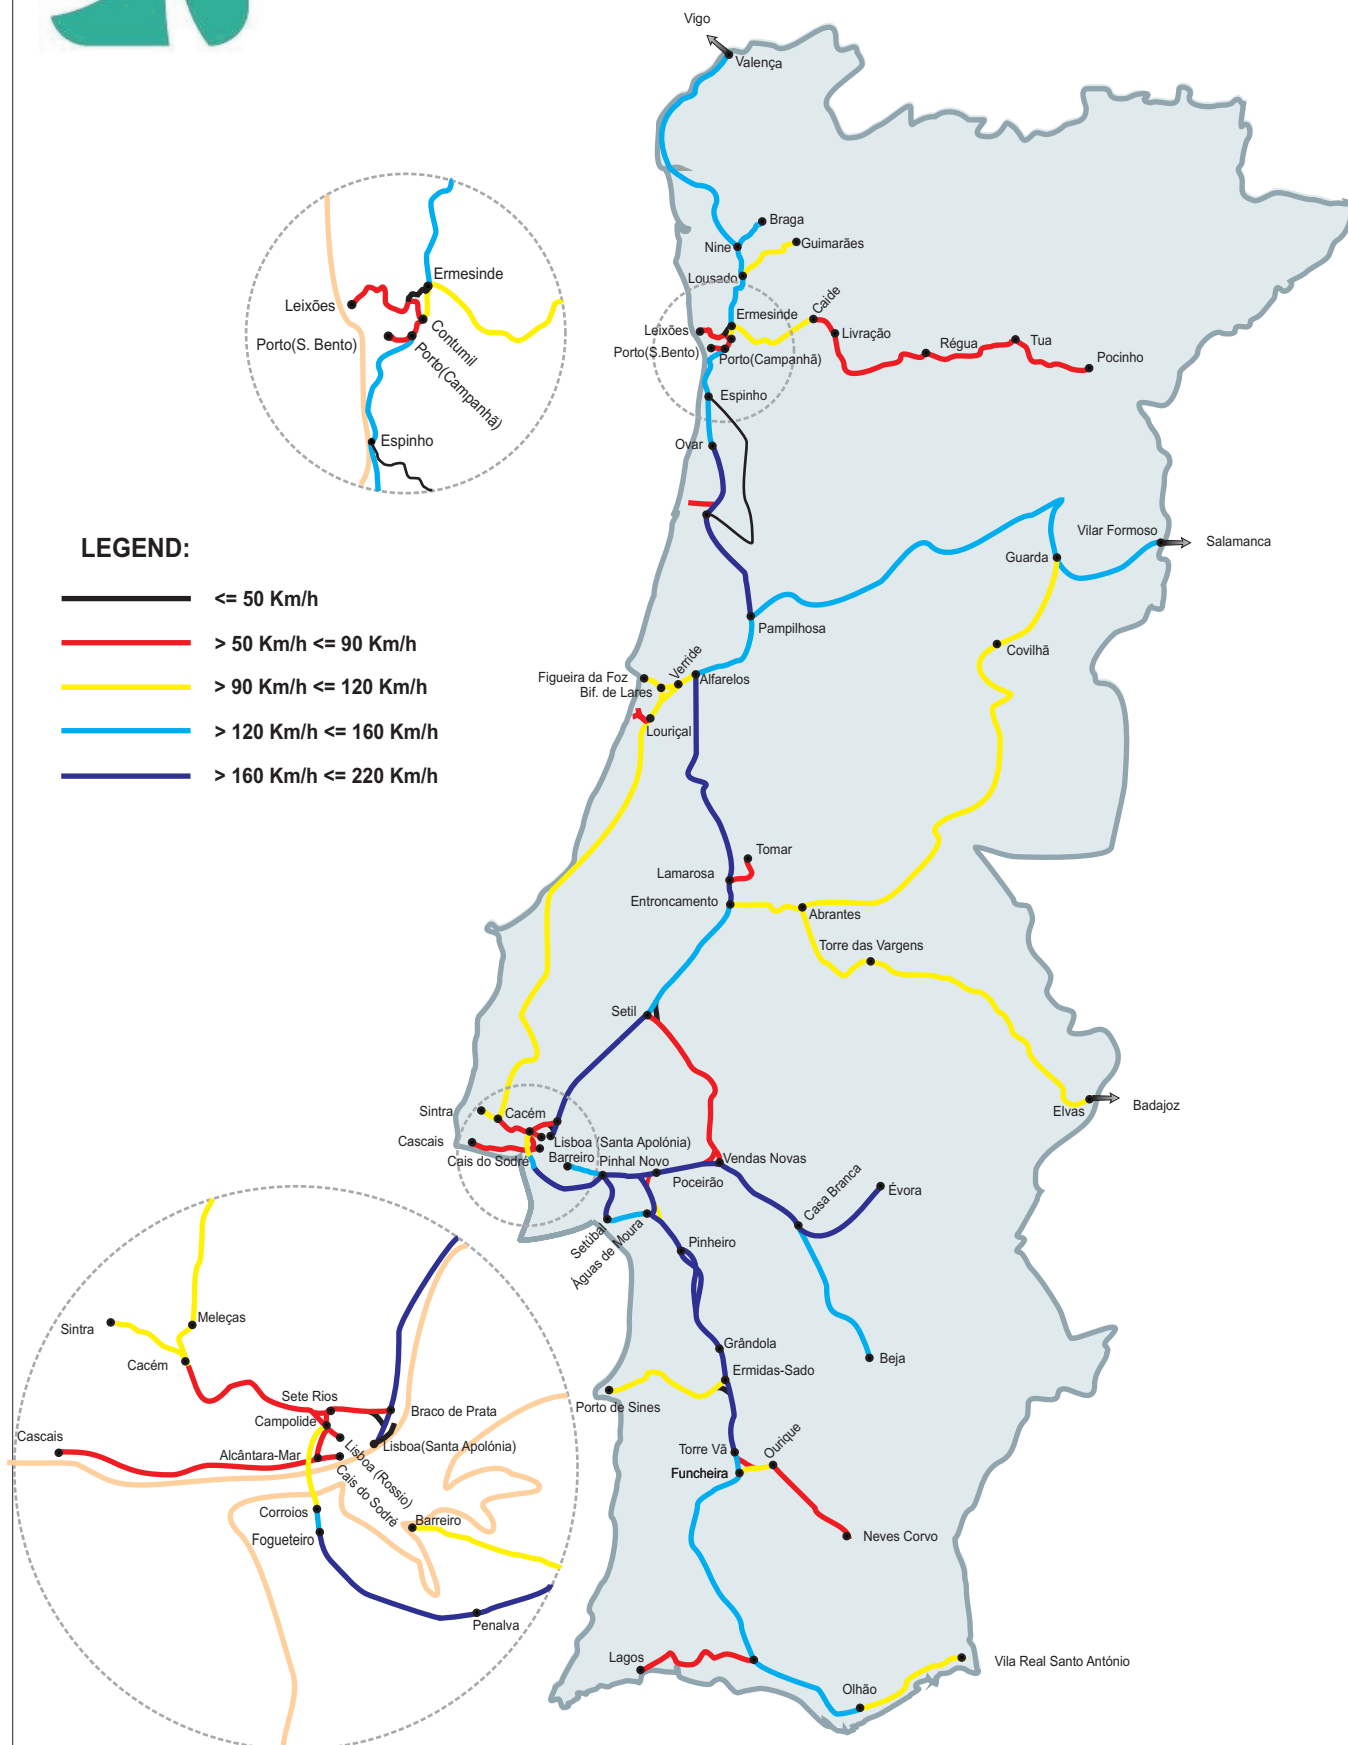 Vigo
Valença
Braga
Guimarães
Nine
Lousado
Ermesinde
Caide
Leixões
Livração
Porto(S.Bento)
Porto(Campanhã)
Régua
Tua
Pocinho
Espinho
Ovar
Ermesinde
Leixões
Contumil
Porto(S. Bento)
Porto(Campanhã)
Espinho
LEGEND:
<= 50 Km/h
> 50 Km/h <= 90 Km/h
> 90 Km/h <= 120 Km/h
> 120 Km/h <= 160 Km/h
> 160 Km/h <= 220 Km/h
Vilar Formoso
Salamanca
Guarda
Pampilhosa
Covilhã
Verride
Figueira da Foz
Alfarelos
Bif. de Lares
Louriçal
Tomar
Lamarosa
Entroncamento
Abrantes
Torre das Vargens
Setil
Elvas
Badajoz
Sintra
Cacém
Cascais
Lisboa (Santa Apolónia)
Cais do Sodré
Barreiro
Pinhal Novo
Vendas Novas
Poceirão
Casa Branca
Évora
Setúbal
Àguas de Moura
Pinheiro
Grândola
Ermidas-Sado
Beja
Porto de Sines
Torre Vã
Ourique
Funcheira
Neves Corvo
Lagos
Olhão
Vila Real Santo António
Meleças
Sintra
Cacém
Sete Rios
Campolide
Braco de Prata
Cascais
Alcântara-Mar
Lisboa(Santa Apolónia)
Lisboa (Rossio)
Cais do Sodré
Corroios
Barreiro
Fogueteiro
Penalva